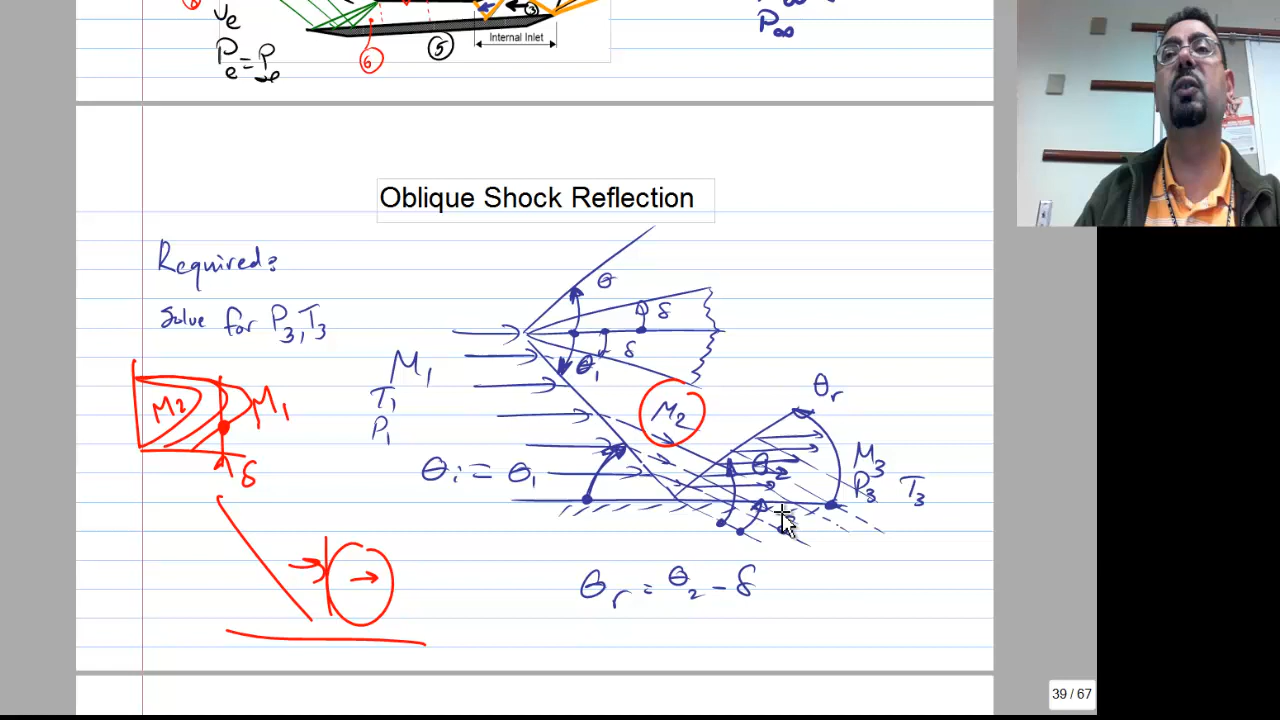 υe
Pe = P∞
⑥
⑤
Internal Inlet
P∞
Oblique Shock Reflection
Required:
Solve for P3, T3
θ
δ
δ
θ1
M1
T1
P1
M2
M1
δ
M2
θr
θi = θ1
θ2
M3
P3 T3
θr = θ2 - δ
39 / 67